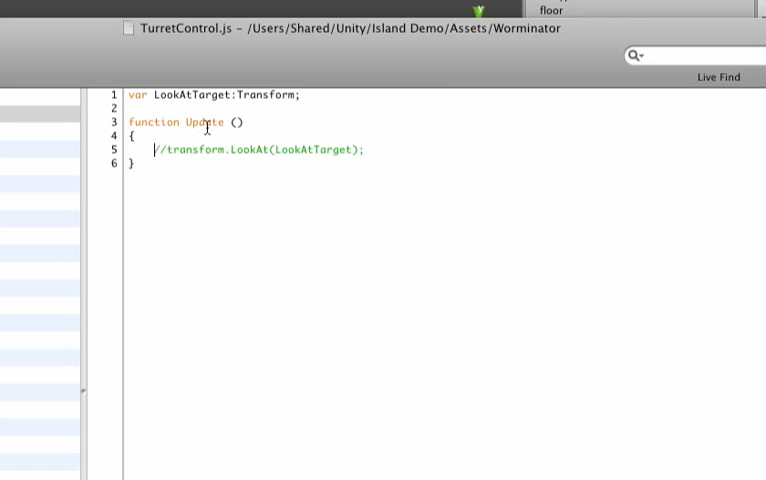 floor
TurretControl.js – /Users/Shared/Unity/Island Demo/Assets/Worminator
Live Find
1 var LookAtTarget:Transform;
2
3 function Update ()
4 {
5 //transform.LookAt(LookAtTarget);
6 }